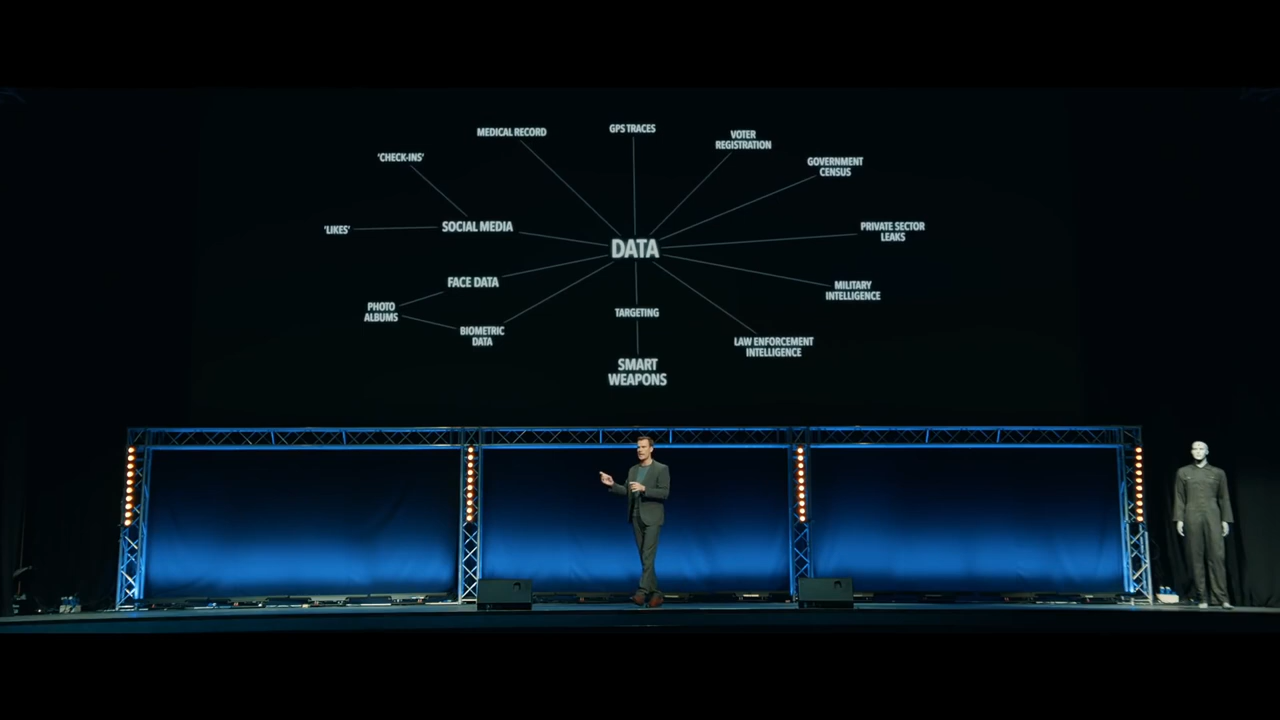 MEDICAL RECORD
GPS TRACES
VOTER
REGISTRATION
'CHECK-INS'
GOVERNMENT
CENSUS
'LIKES'
SOCIAL MEDIA
PRIVATE SECTOR
LEAKS
DATA
FACE DATA
MILITARY
INTELLIGENCE
PHOTO
ALBUMS
TARGETING
BIOMETRIC
DATA
LAW ENFORCEMENT
INTELLIGENCE
SMART
WEAPONS